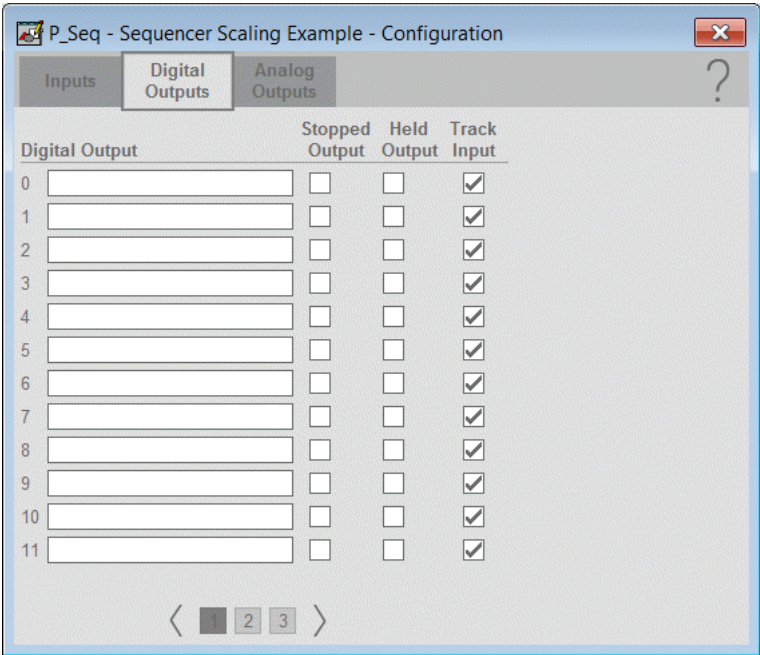 P_Seq - Sequencer Scaling Example - Configuration
Inputs
Digital Outputs
Analog Outputs
?
Digital Output
Stopped Output
Held Output
Track Input
0
1
2
3
4
5
6
7
8
9
10
11
1 2 3